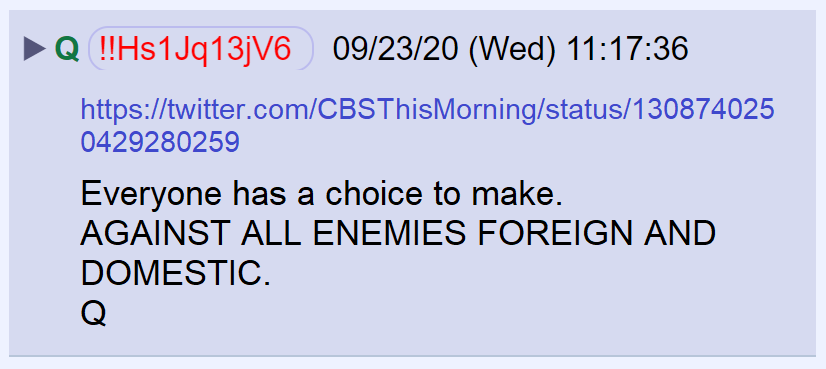 Q !!Hs1Jq13jV6 09/23/20 (Wed) 11:17:36
https://twitter.com/CBSThisMorning/status/130874025
0429280259
Everyone has a choice to make.
AGAINST ALL ENEMIES FOREIGN AND
DOMESTIC.
Q